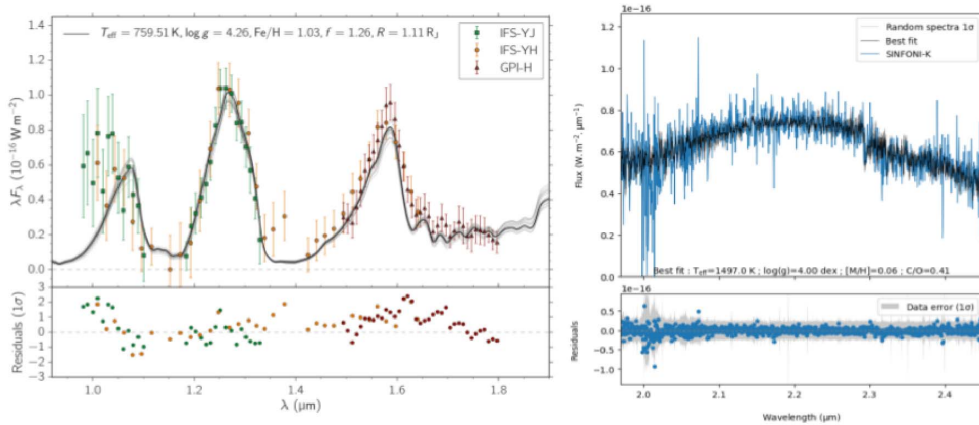 T_eff = 759.51 K, log g = 4.26, Fe/H = 1.03, f = 1.26, R = 1.11 R_J
IFS-YJ
IFS-YH
GPI-H
λF_λ (10⁻¹⁶ W m⁻²)
1.4
1.2
1.0
0.8
0.6
0.4
0.2
0.0
Residuals (1σ)
3
2
1
0
−1
−2
−3
1.0 1.2 1.4 1.6 1.8
λ (μm)
1e−16
Random spectra 1σ
Best fit
SINFONI-K
Flux (W. m⁻². μm⁻¹)
1.2
1.0
0.8
0.6
0.4
0.2
0.0
Best fit : T_eff=1497.0 K ; log(g)=4.00 dex ; [M/H]=0.06 ; C/O=0.41
1e−16
Data error (1σ)
Residuals
0.5
0.0
−0.5
−1.0
2.0 2.1 2.2 2.3 2.4
Wavelength (μm)